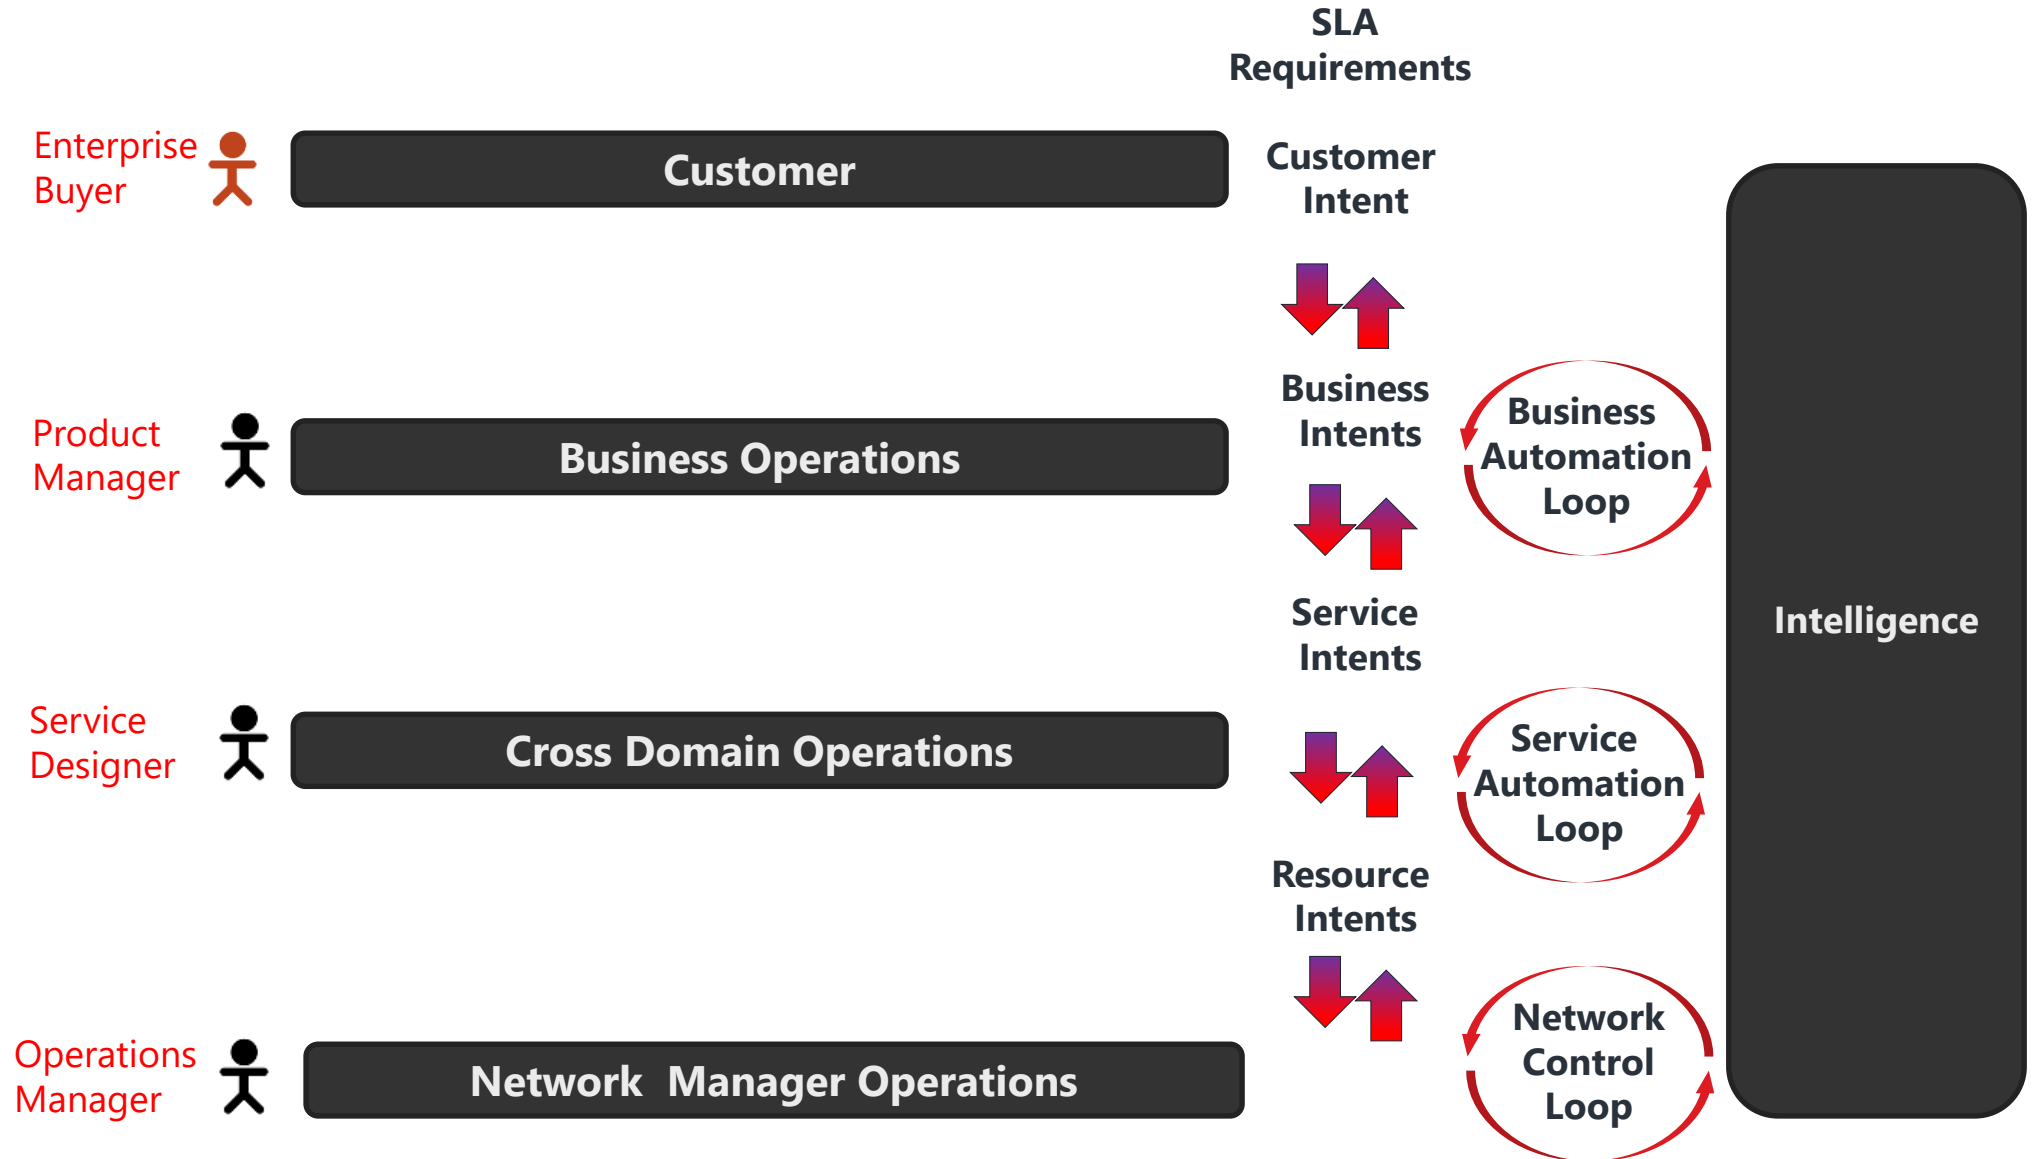 SLA
Requirements
Enterprise
Buyer
Customer
Customer
Intent
Product
Manager
Business Operations
Business
Intents
Business
Automation
Loop
Service
Intents
Intelligence
Service
Designer
Cross Domain Operations
Service
Automation
Loop
Resource
Intents
Operations
Manager
Network  Manager Operations
Network
Control
Loop